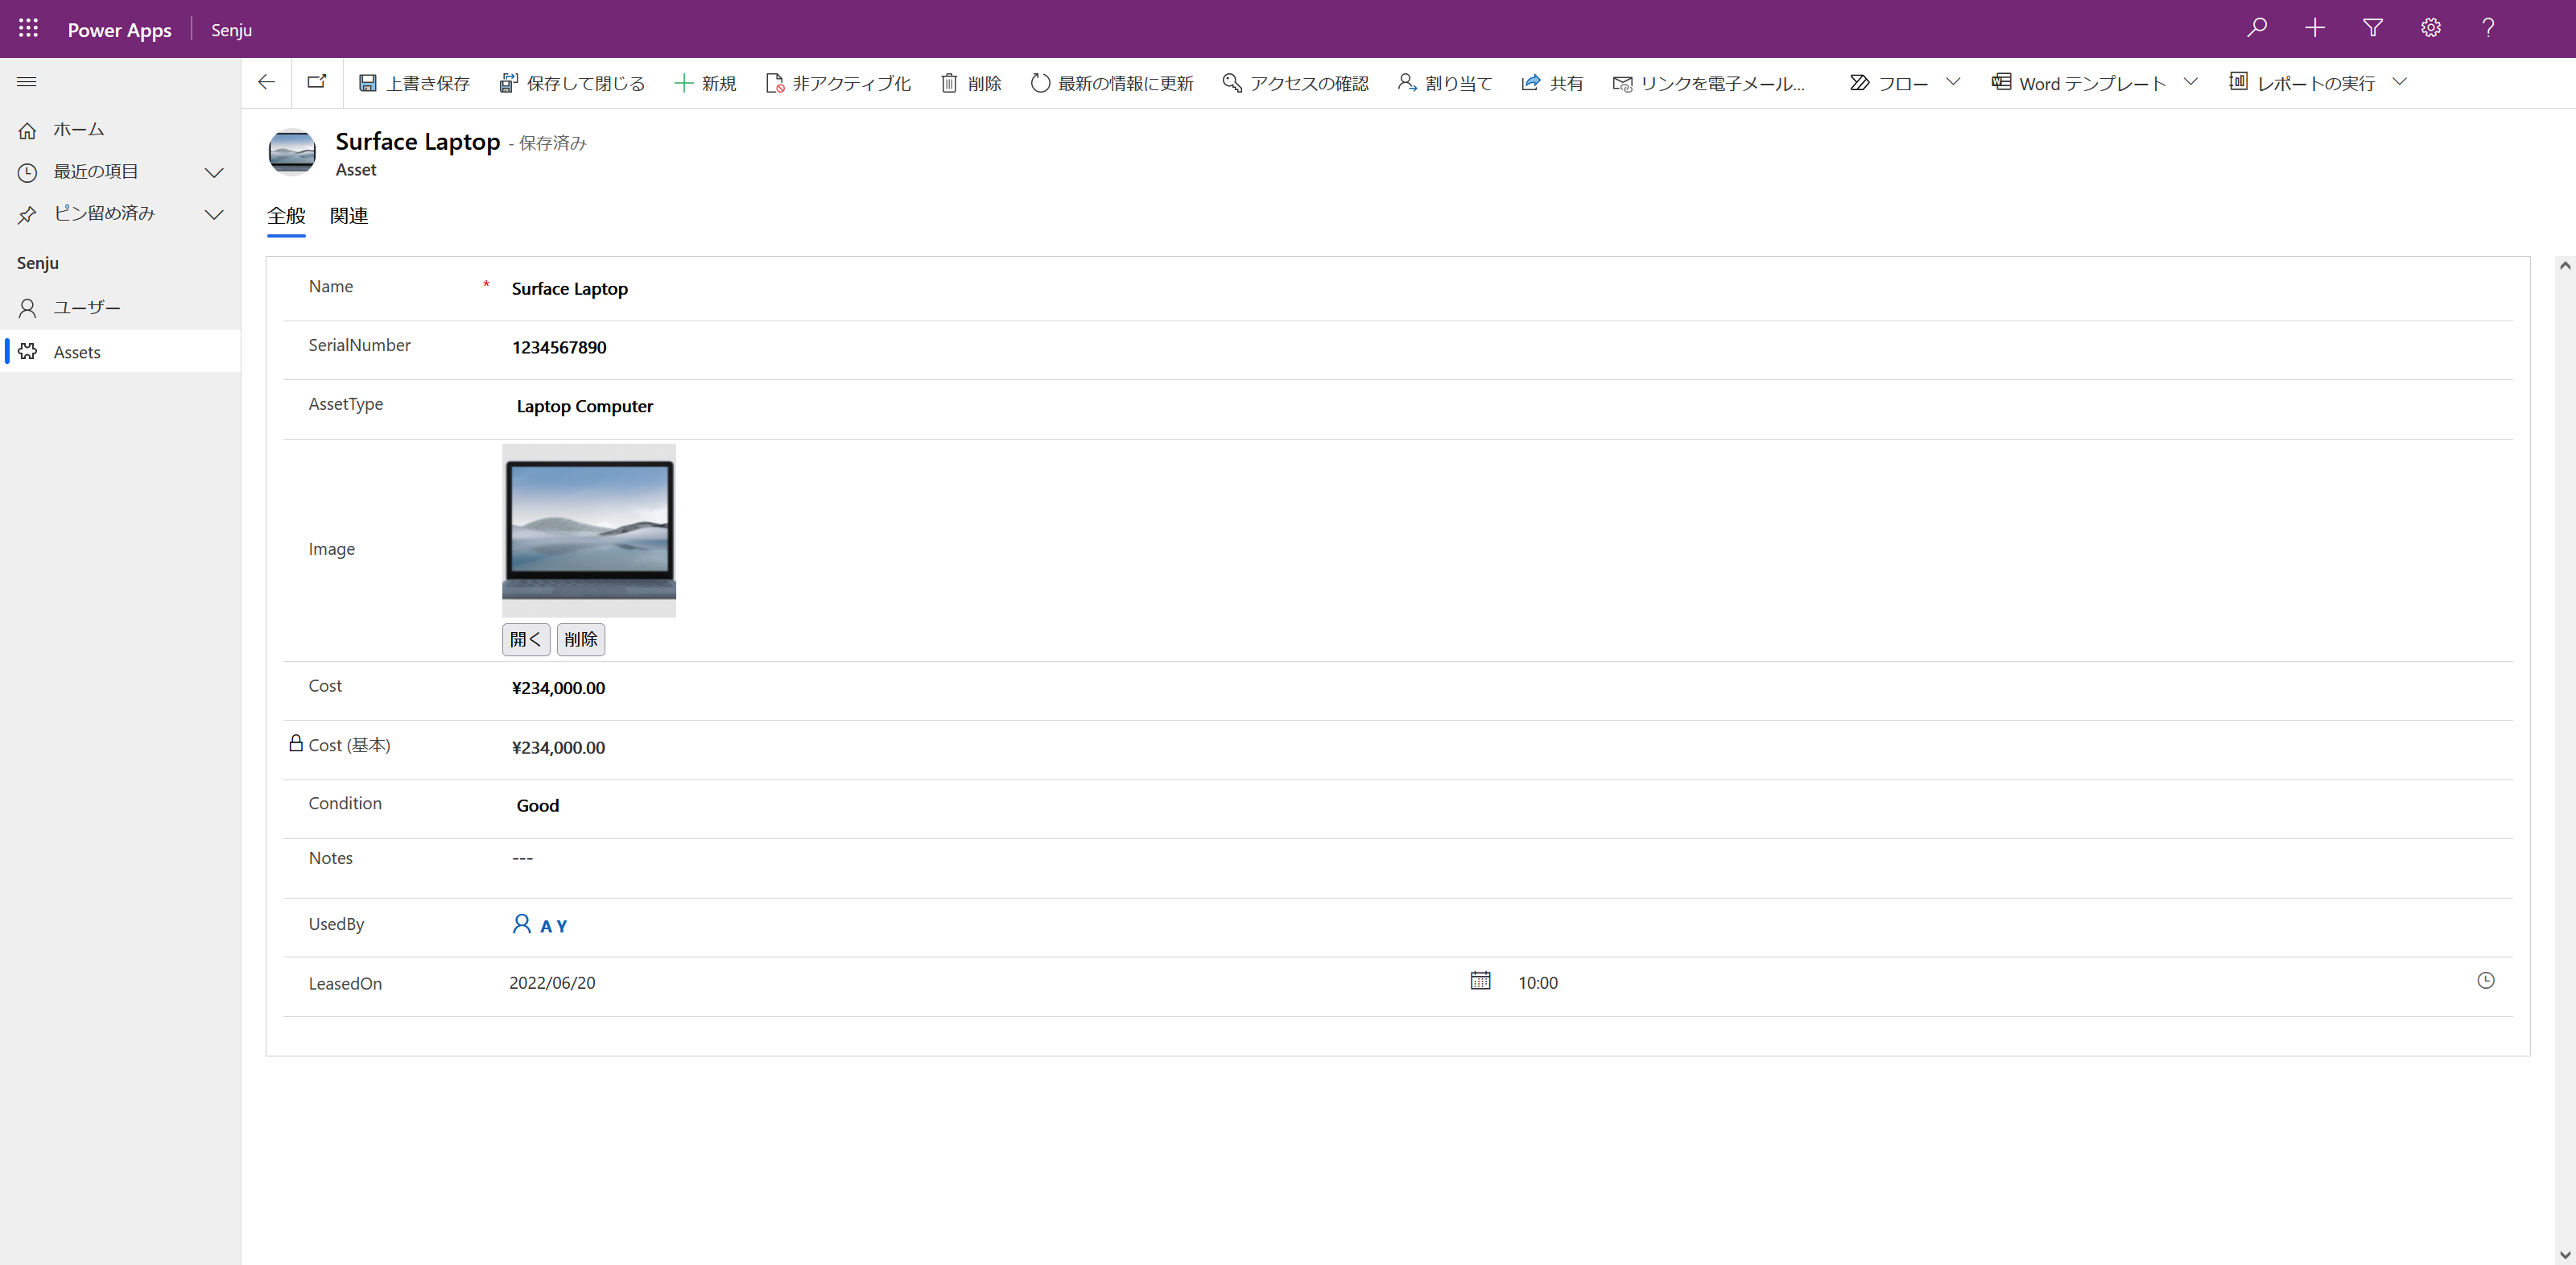 Power Apps Senju
上書き保存 保存して閉じる 新規 非アクティブ化 削除 最新の情報に更新 アクセスの確認 割り当て 共有 リンクを電子メール... フロー Word テンプレート レポートの実行
ホーム
最近の項目
ピン留め済み
Senju
ユーザー
Assets
Surface Laptop - 保存済み
Asset
全般 関連
Name * Surface Laptop
SerialNumber 1234567890
AssetType Laptop Computer
Image
開く 削除
Cost ¥234,000.00
Cost (基本) ¥234,000.00
Condition Good
Notes ---
UsedBy A Y
LeasedOn 2022/06/20 10:00